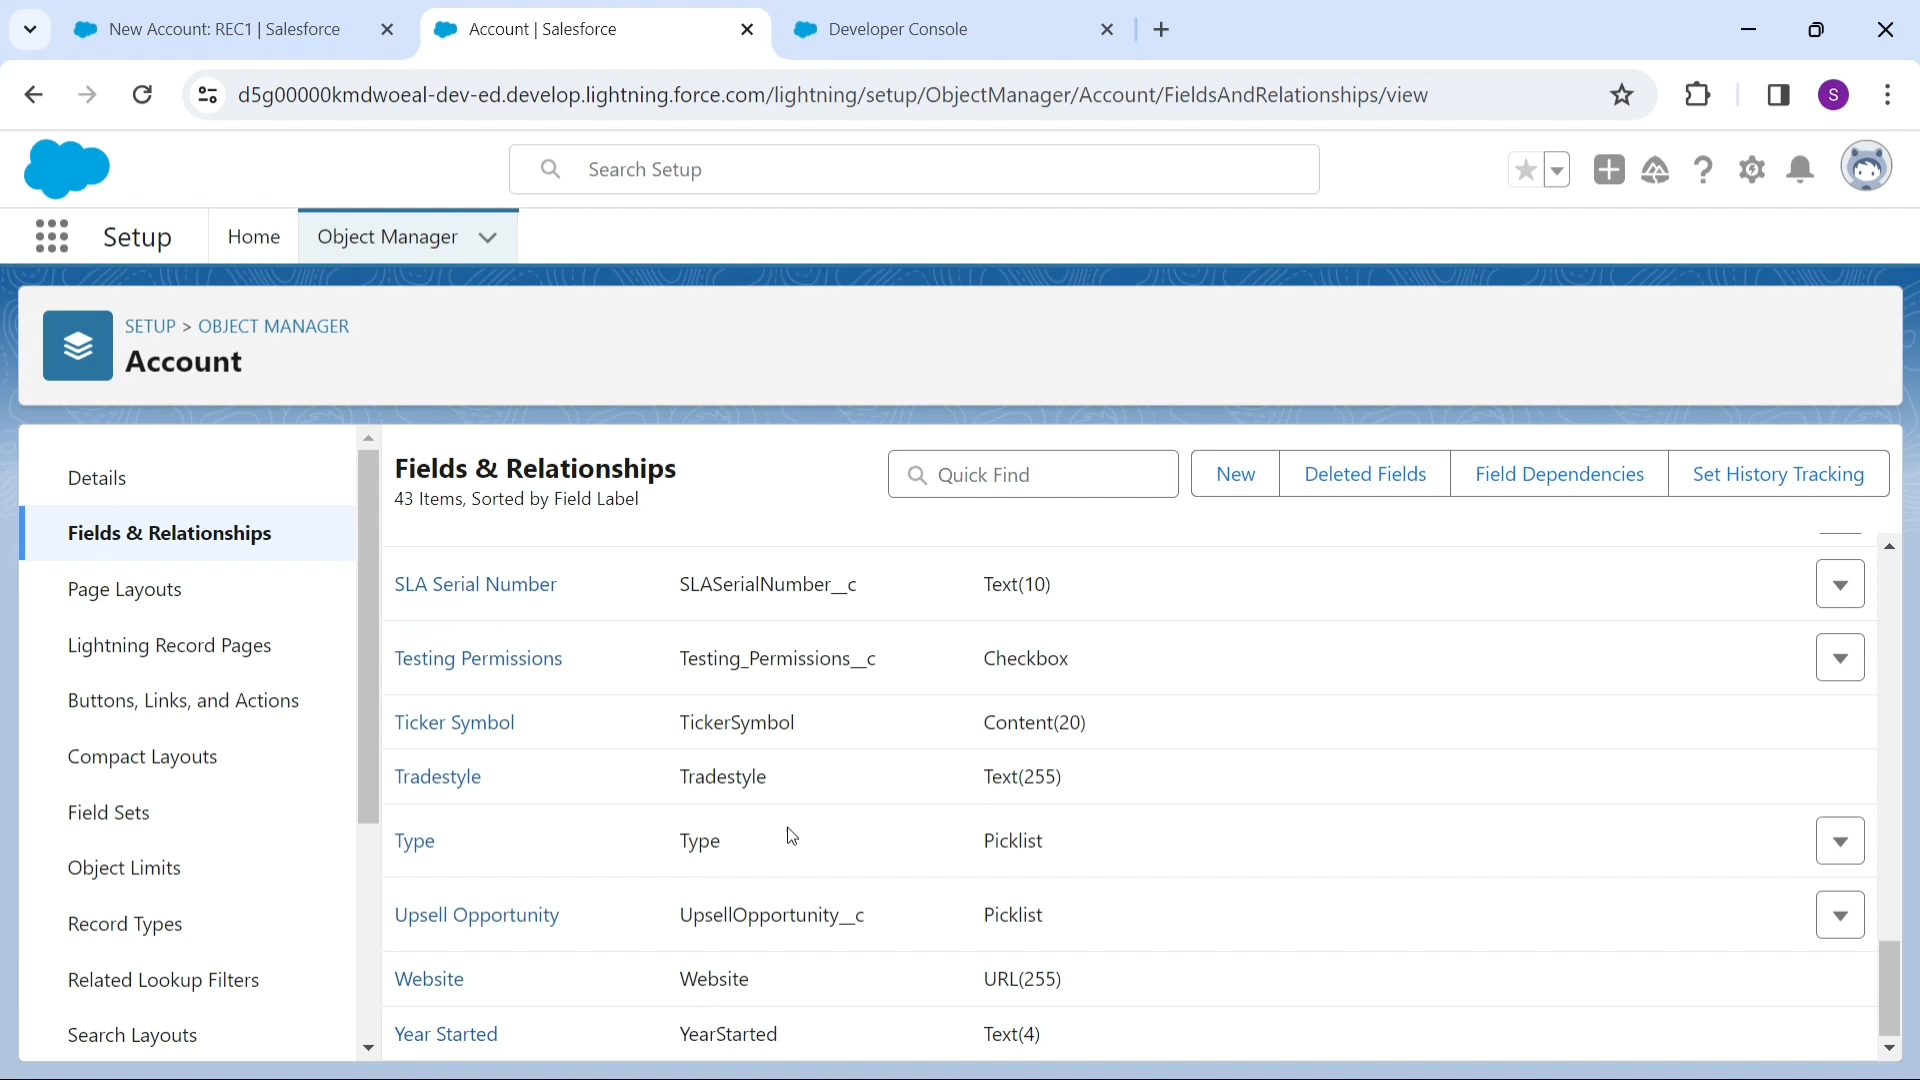 New Account: REC1 | Salesforce
Account | Salesforce
Developer Console
d5g00000kmdwoeal-dev-ed.develop.lightning.force.com/lightning/setup/ObjectManager/Account/FieldsAndRelationships/view
S
Search Setup
Setup
Home
Object Manager
SETUP > OBJECT MANAGER
Account
Details
Fields & Relationships
Page Layouts
Lightning Record Pages
Buttons, Links, and Actions
Compact Layouts
Field Sets
Object Limits
Record Types
Related Lookup Filters
Search Layouts
Fields & Relationships
43 Items, Sorted by Field Label
Quick Find
New
Deleted Fields
Field Dependencies
Set History Tracking
SLA Serial Number SLASerialNumber__c Text(10)
Testing Permissions Testing_Permissions__c Checkbox
Ticker Symbol TickerSymbol Content(20)
Tradestyle Tradestyle Text(255)
Type Type Picklist
Upsell Opportunity UpsellOpportunity__c Picklist
Website Website URL(255)
Year Started YearStarted Text(4)